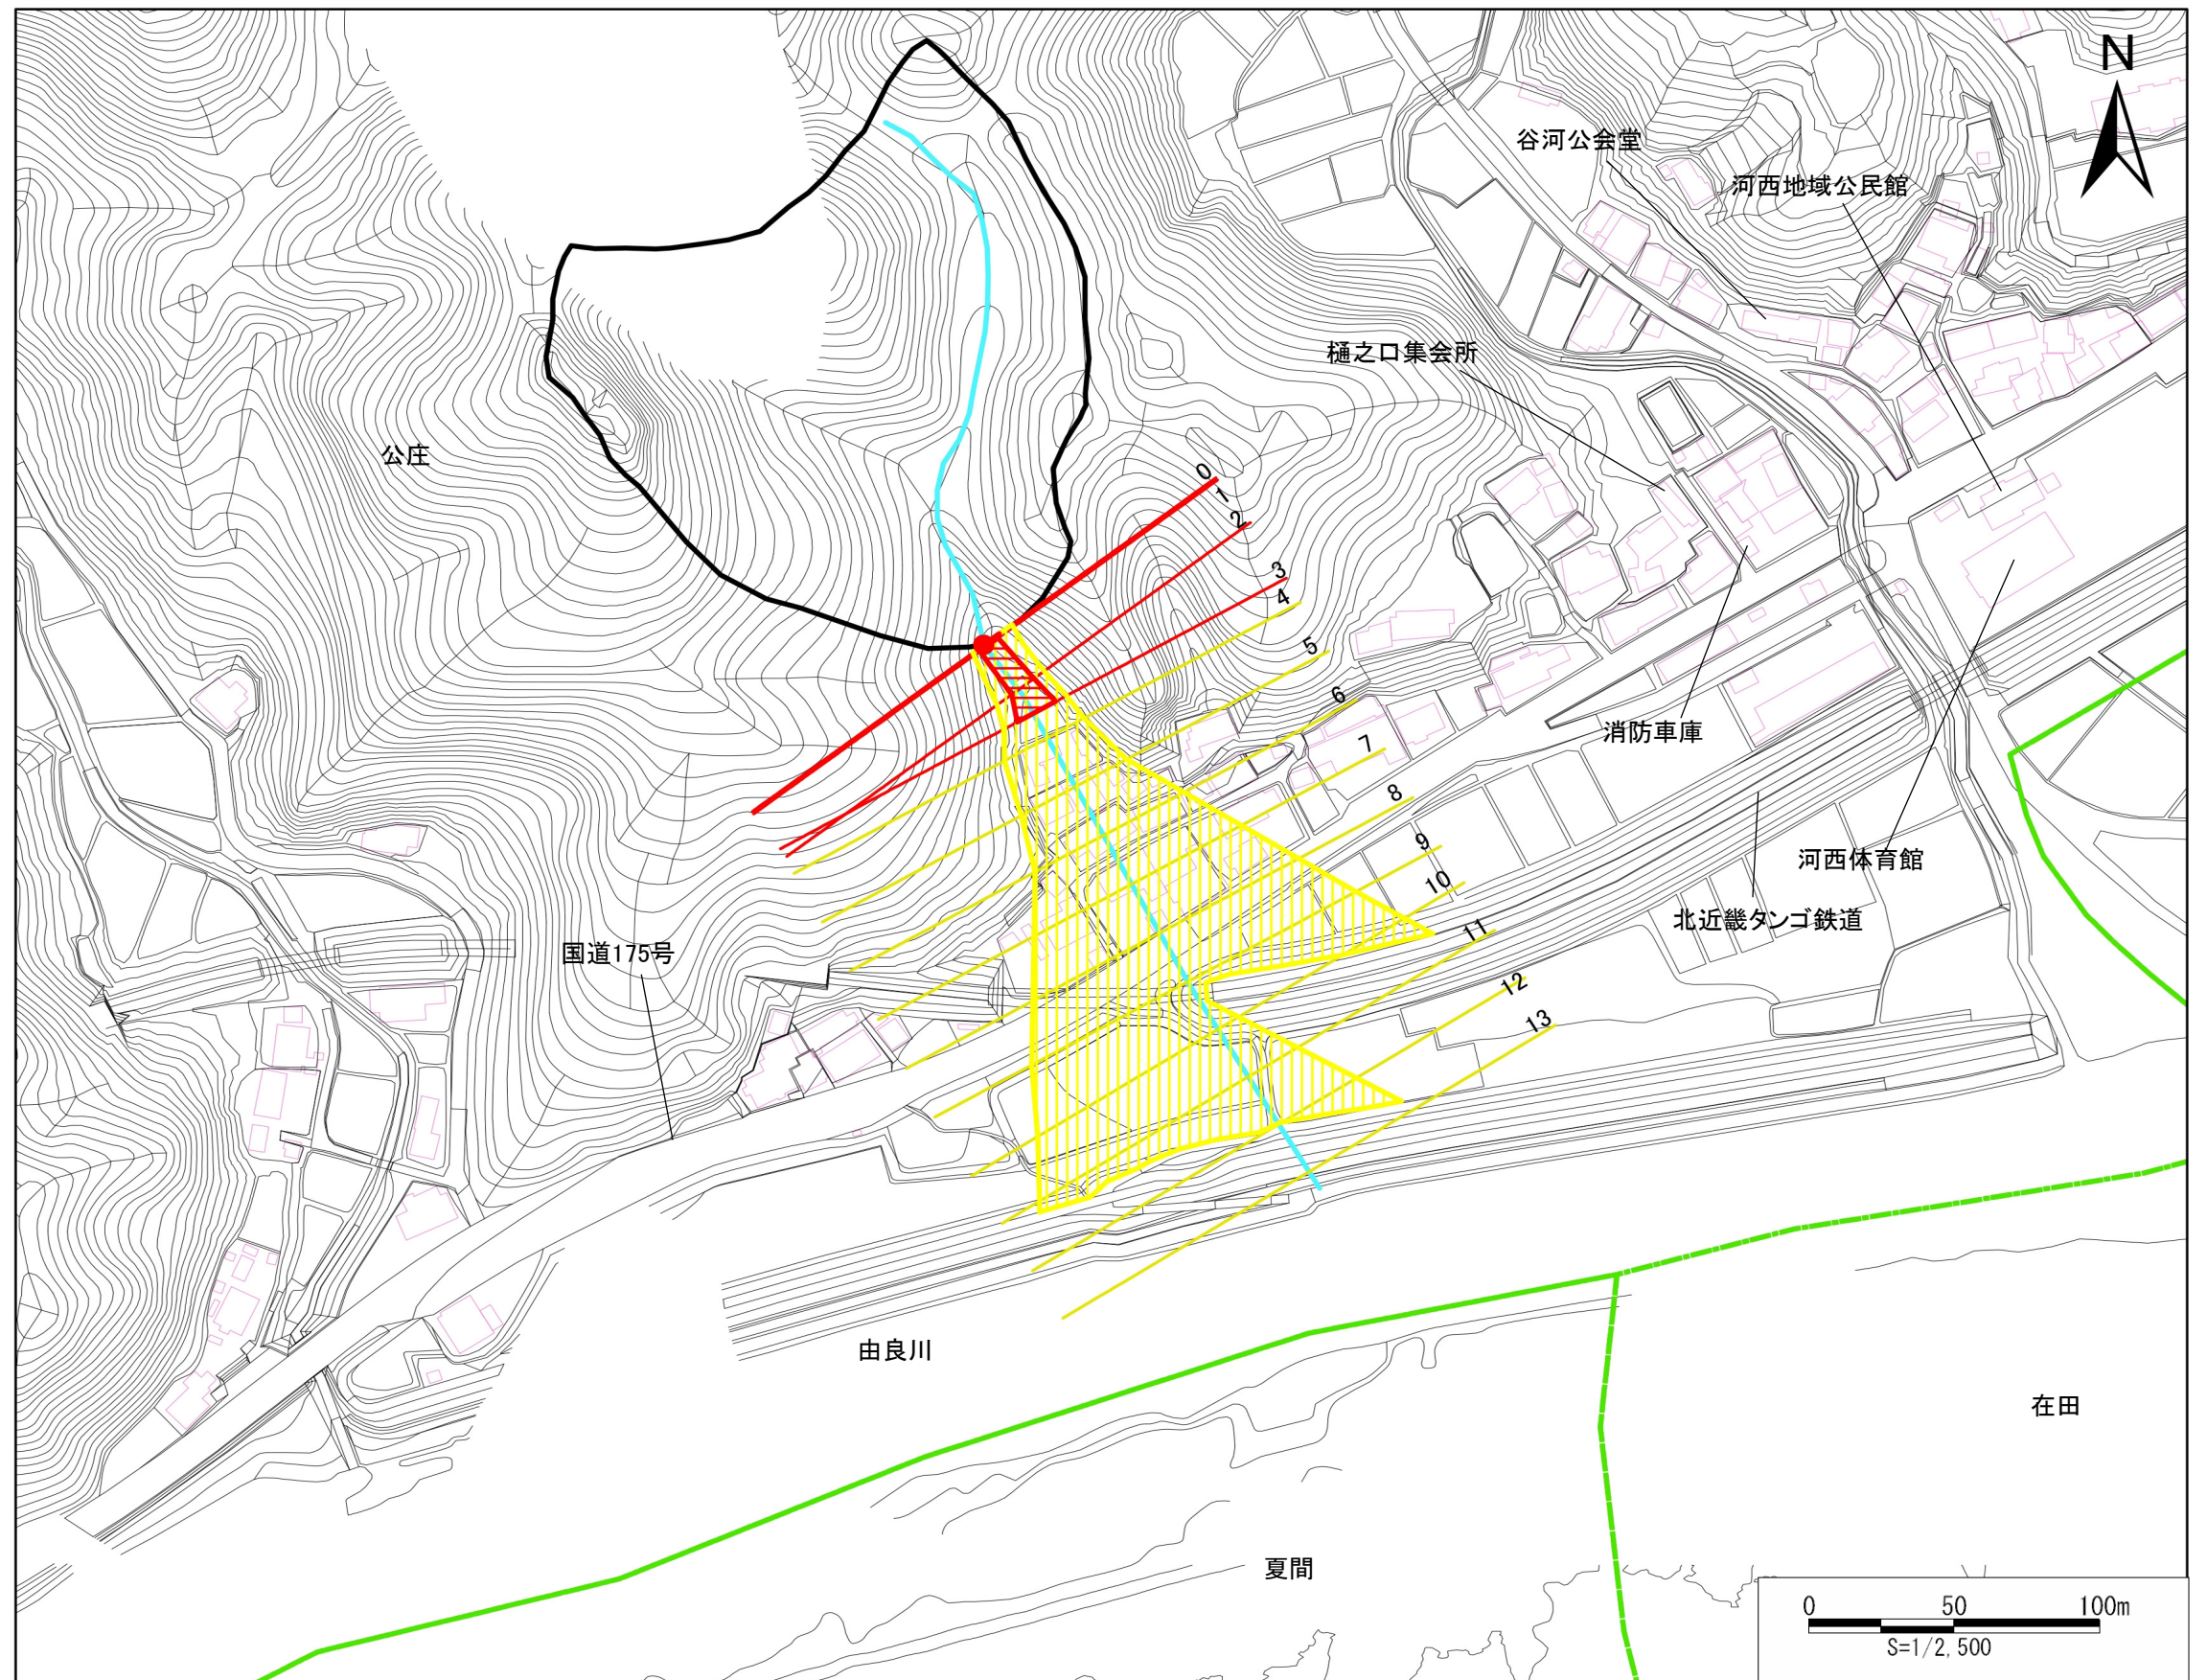 N
谷河公会堂
河西地域公民館
樋之口集会所
公庄
0
1
2
3
4
5
6
7
8
9
10
11
12
13
消防車庫
河西体育館
北近畿タンゴ鉄道
国道175号
由良川
在田
夏間
0 50 100m
S=1/2,500